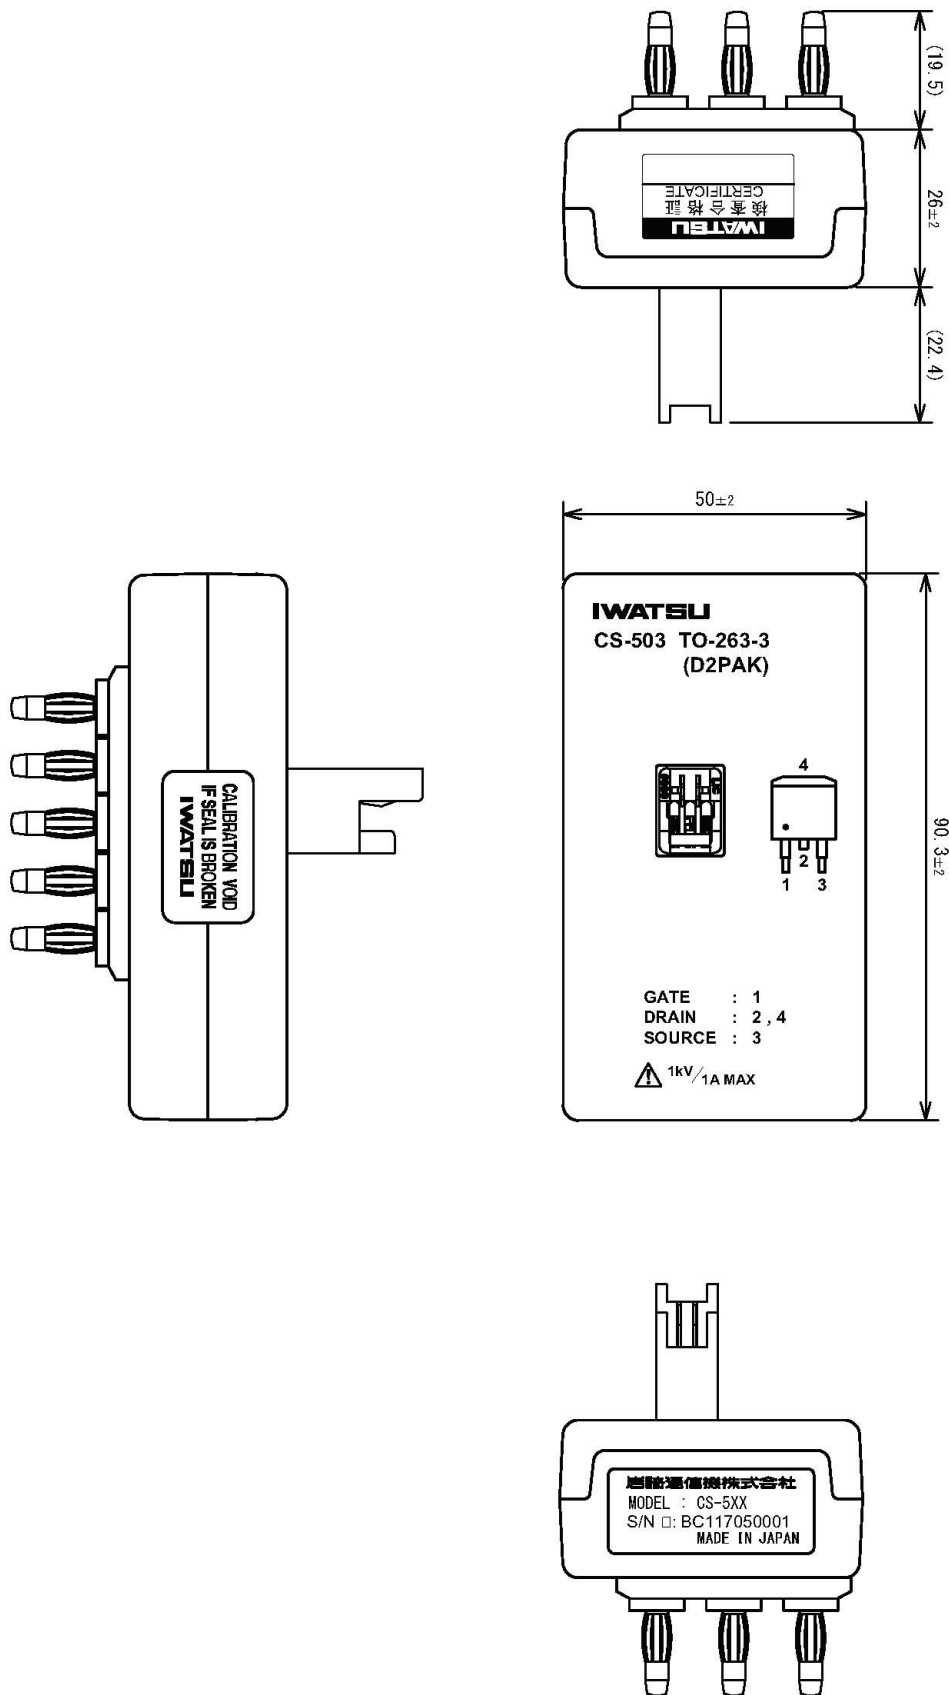 (19.5)
26±2
(22.4)
CERTIFICATE
検査合格証
IWATSU
50±2
90.3±2
IWATSU
CS-503 TO-263-3
(D2PAK)
4
2
1 3
GATE : 1
DRAIN : 2 , 4
SOURCE : 3
1kV/1A MAX
CALIBRATION VOID
IF SEAL IS BROKEN
IWATSU
岩崎通信機株式会社
MODEL : CS-5XX
S/N □: BC117050001
MADE IN JAPAN